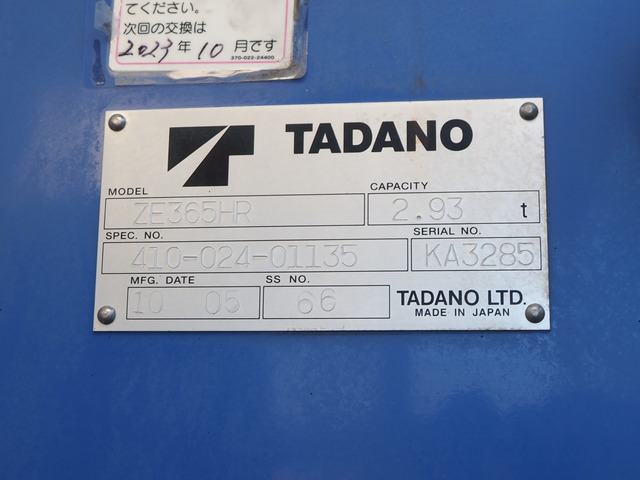 てください。
次回の交換は
2023年10月です
370-022-24400
TADANO
MODEL
ZE365HR
CAPACITY
2.93 t
SPEC. NO.
410-024-01135
SERIAL NO.
KA3285
MFG. DATE
10 05
SS NO.
66
TADANO LTD.
MADE IN JAPAN